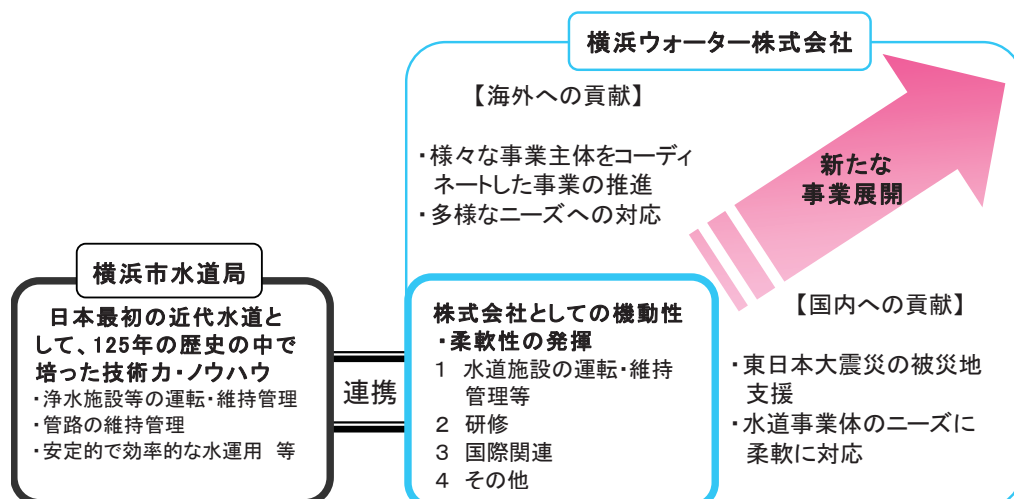 横浜ウォーター株式会社
【海外への貢献】
・様々な事業主体をコーディ
ネートした事業の推進
・多様なニーズへの対応
新たな
事業展開
横浜市水道局
日本最初の近代水道と
して、125年の歴史の中で
培った技術力・ノウハウ
・浄水施設等の運転・維持管理
・管路の維持管理
・安定的で効率的な水運用 等
連携
株式会社としての機動性
・柔軟性の発揮
1 水道施設の運転・維持
管理等
2 研修
3 国際関連
4 その他
【国内への貢献】
・東日本大震災の被災地
支援
・水道事業体のニーズに
柔軟に対応